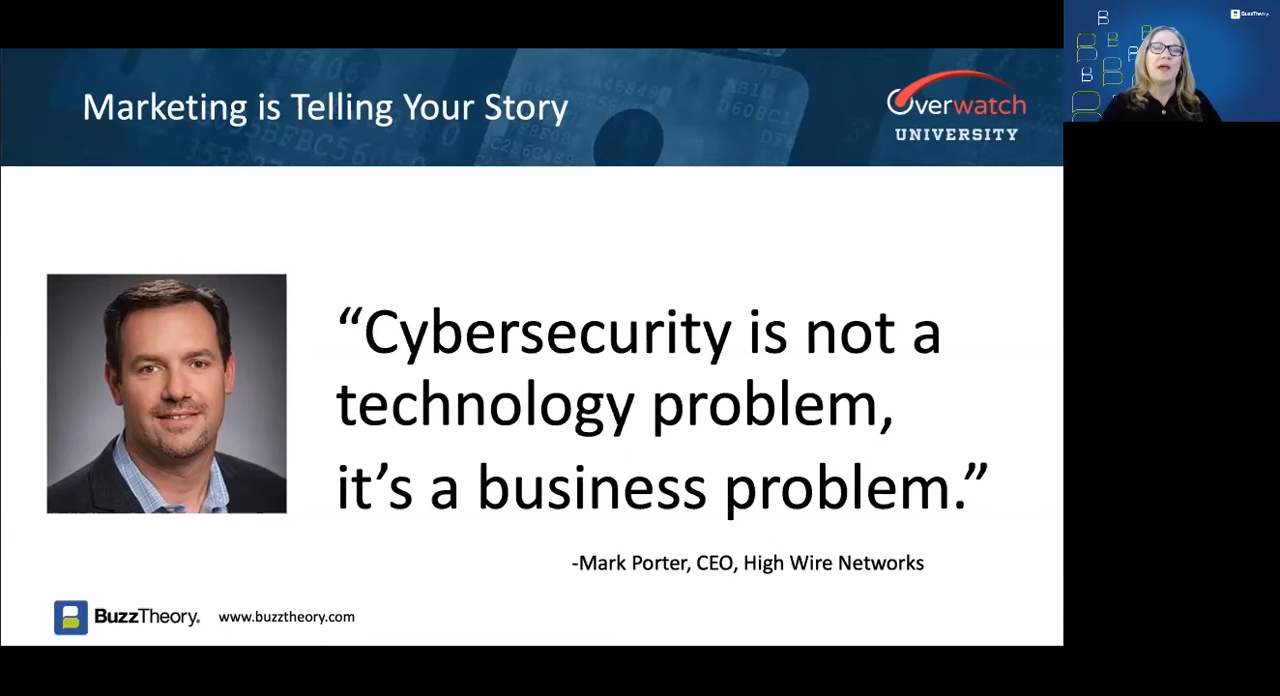 Marketing is Telling Your Story
Overwatch
UNIVERSITY
BuzzTheory.
“Cybersecurity is not a
technology problem,
it’s a business problem.”
-Mark Porter, CEO, High Wire Networks
BuzzTheory. www.buzztheory.com